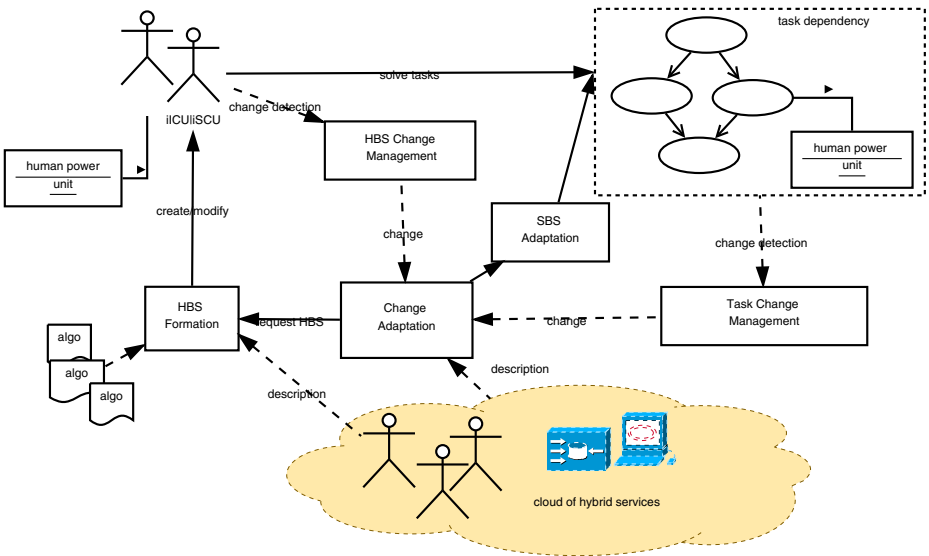 task dependency
solve tasks
change detection
iICU|iSCU
HBS Change
Management
human power
unit
human power
unit
create/modify
change
SBS
Adaptation
change detection
HBS
Formation
request HBS
Change
Adaptation
change
Task Change
Management
algo
algo
algo
description
description
cloud of hybrid services